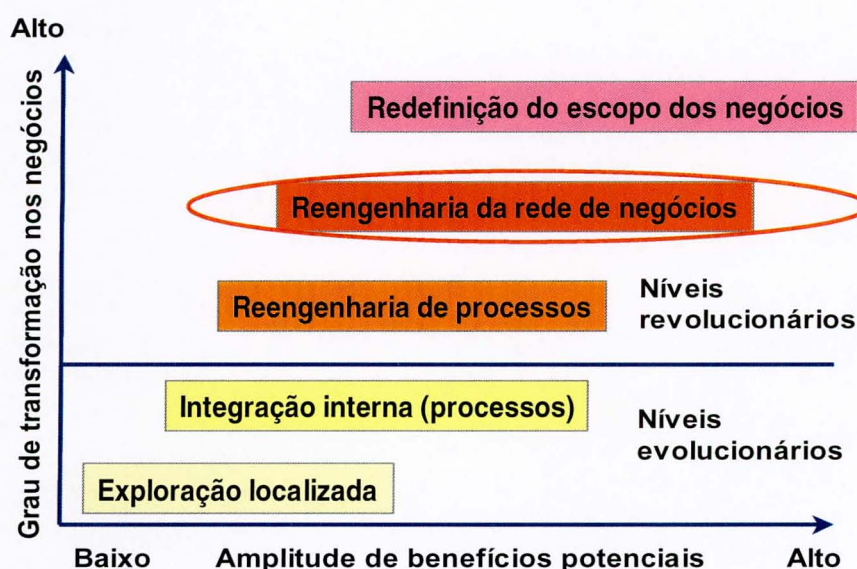 Alto
Grau de transformação nos negócios
Redefinição do escopo dos negócios
Reengenharia da rede de negócios
Reengenharia de processos
Níveis
revolucionários
Integração interna (processos)
Níveis
evolucionários
Exploração localizada
Baixo Amplitude de benefícios potenciais Alto